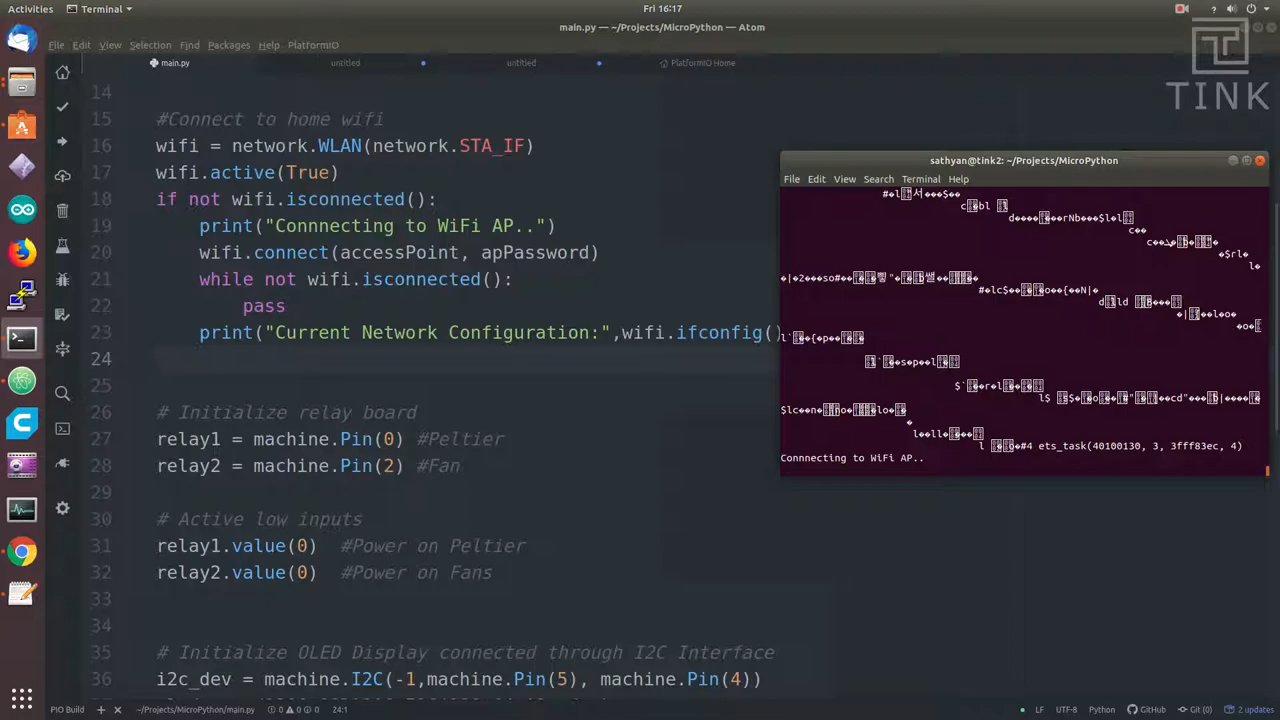 Activities
Terminal
Fri 16:17
main.py — ~/Projects/MicroPython — Atom
File Edit View Selection Find Packages Help PlatformIO
main.py
untitled
untitled
PlatformIO Home
TINK
14
15 #Connect to home wifi
16 wifi = network.WLAN(network.STA_IF)
17 wifi.active(True)
18 if not wifi.isconnected():
19 print("Connnecting to WiFi AP..")
20 wifi.connect(accessPoint, apPassword)
21 while not wifi.isconnected():
22 pass
23 print("Current Network Configuration:",wifi.ifconfig()
24
25
26 # Initialize relay board
27 relay1 = machine.Pin(0) #Peltier
28 relay2 = machine.Pin(2) #Fan
29
30 # Active low inputs
31 relay1.value(0) #Power on Peltier
32 relay2.value(0) #Power on Fans
33
34
35 # Initialize OLED Display connected through I2C Interface
36 i2c_dev = machine.I2C(-1,machine.Pin(5), machine.Pin(4))
sathyan@tink2: ~/Projects/MicroPython
File Edit View Search Terminal Help
#4 ets_task(40100130, 3, 3fff83ec, 4)
Connnecting to WiFi AP..
PIO Build
~/Projects/MicroPython/main.py
0 0 0
24:1
LF
UTF-8
Python
GitHub
Git (0)
2 updates